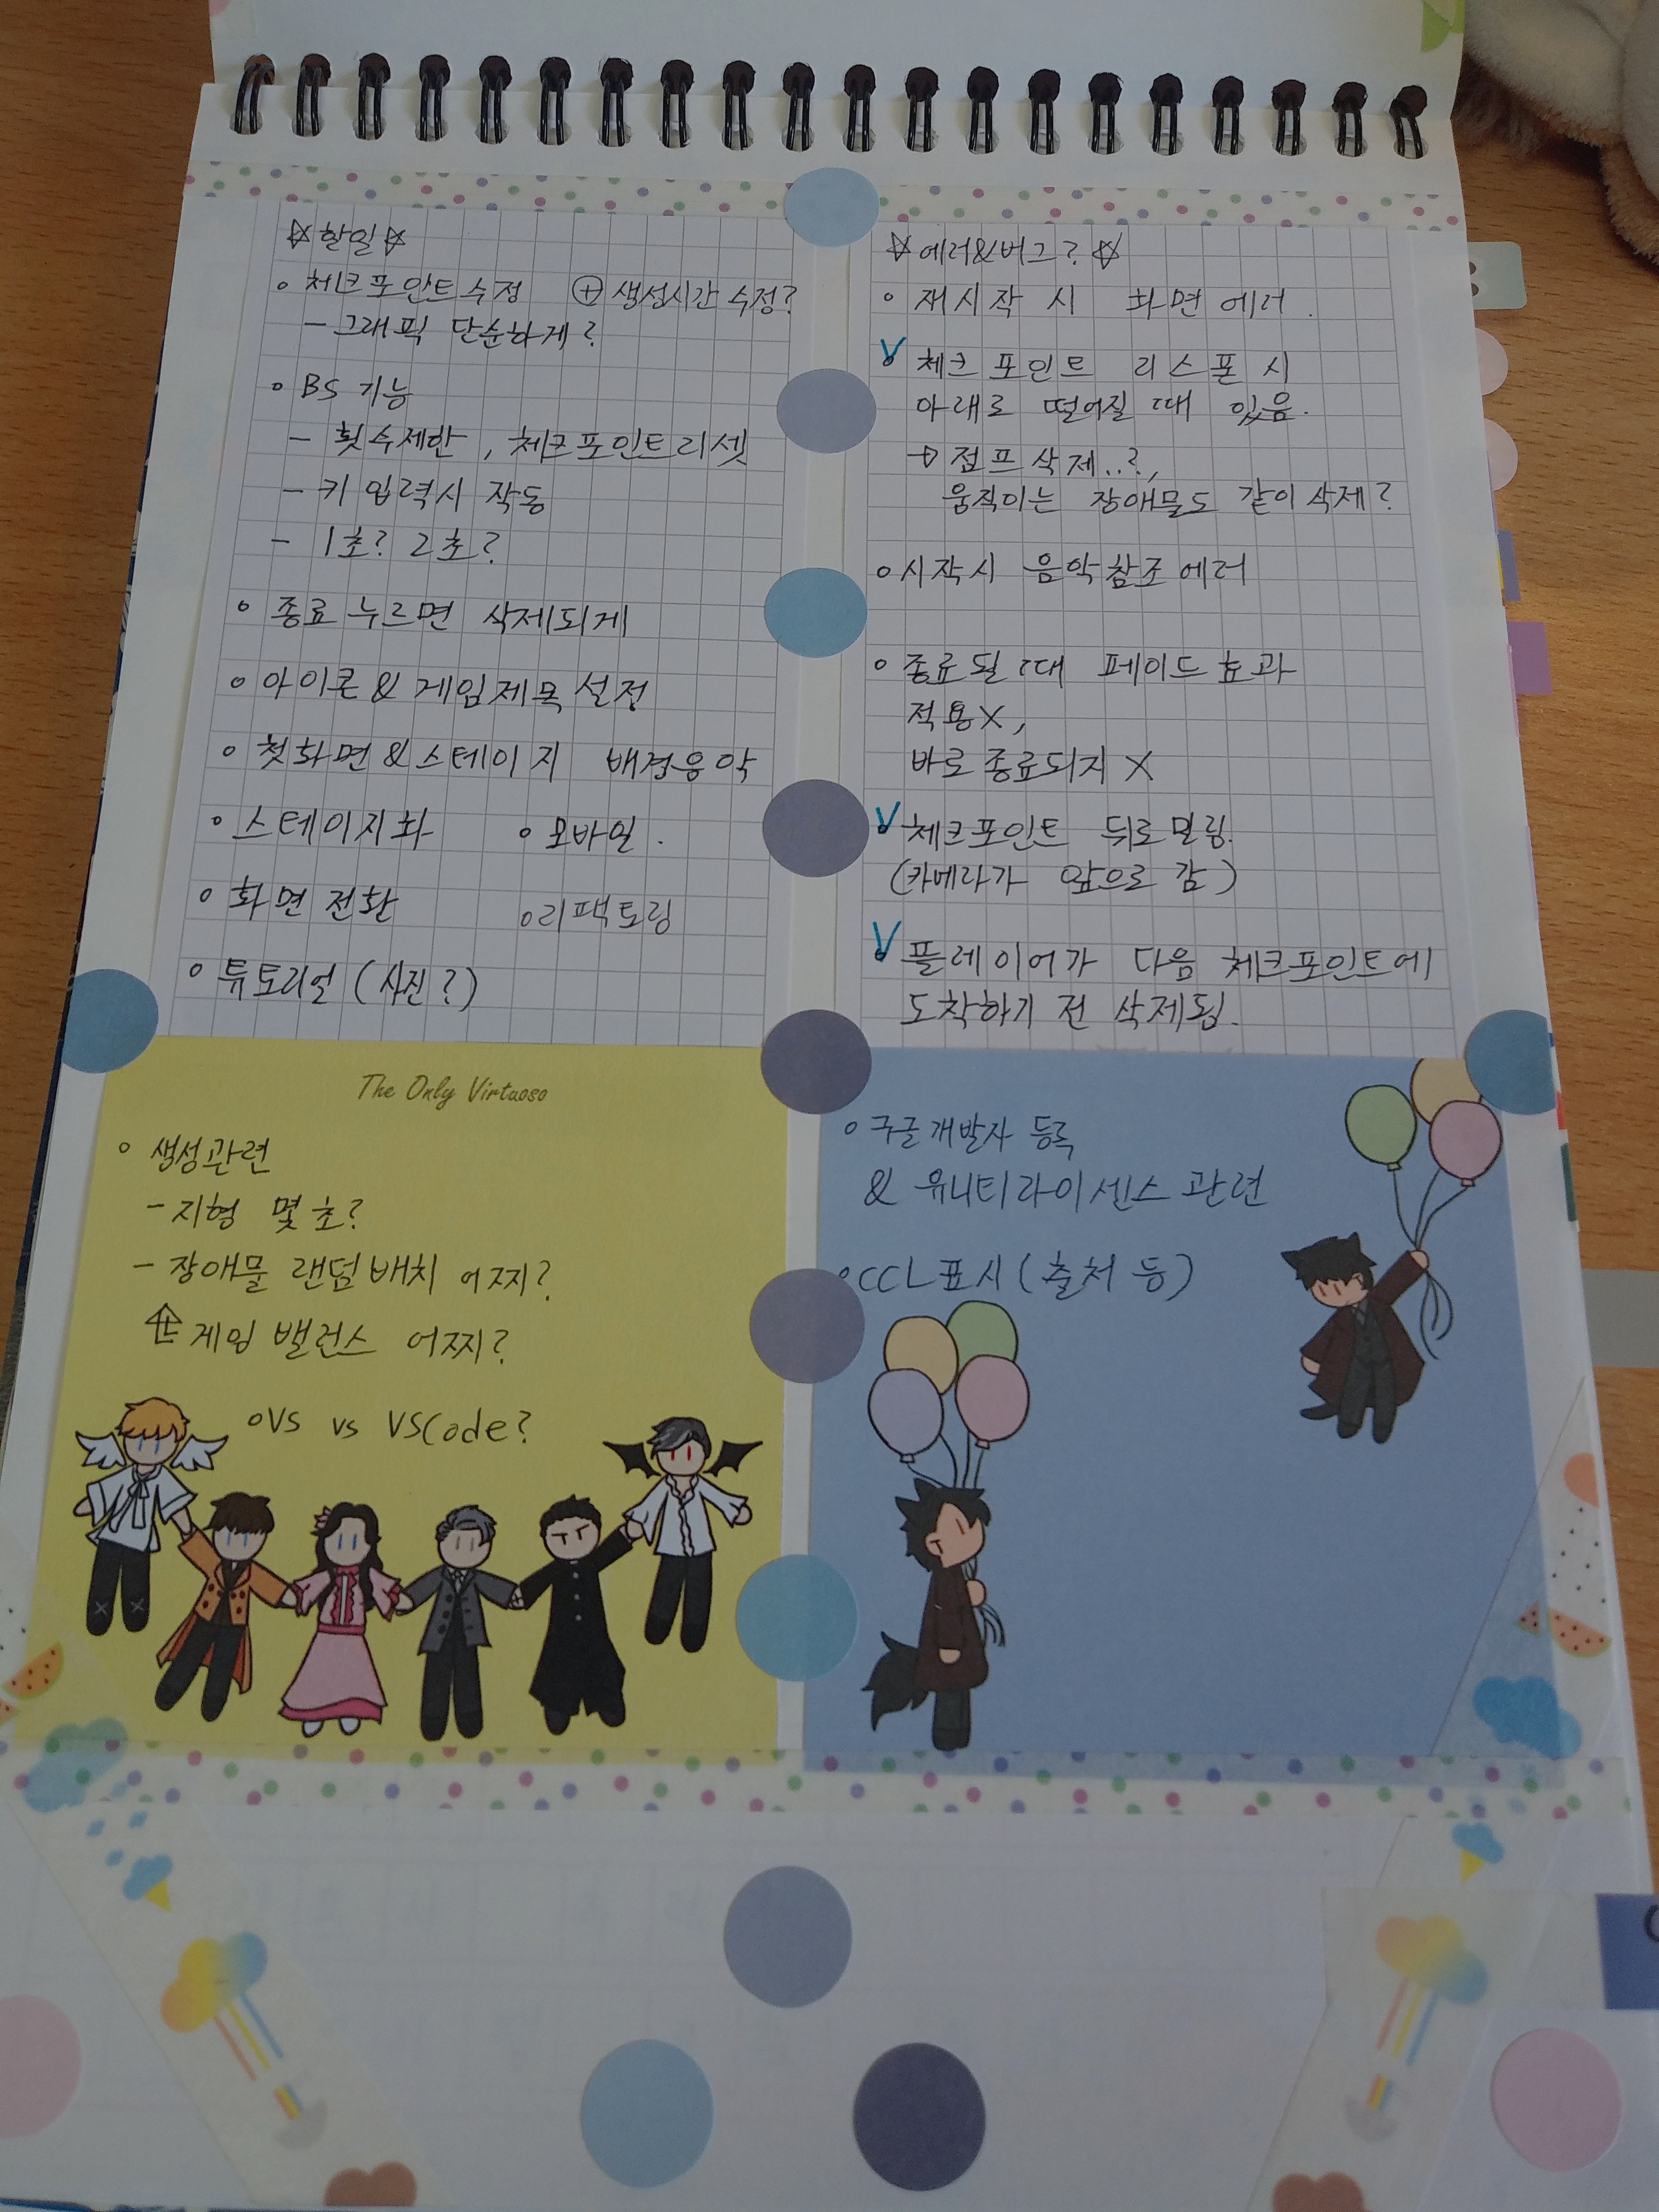 ☆할일☆
◦ 체크포인트수정 ⊕ 생성시간 수정?
- 그래픽 단순하게?
◦ BS 기능
- 횟수제한, 체크포인트리셋
- 키 입력시 작동
- 1초? 2초?
◦ 종료 누르면 삭제되게
◦ 아이콘 & 게임제목 설정
◦ 첫화면 & 스테이지 배경음악
◦ 스테이지화 ◦ 모바일.
◦ 화면 전환 ◦리팩토링
◦ 튜토리얼 (사진?)
☆에러&버그?☆
◦ 재시작 시 화면에러.
V 체크포인트 리스폰 시
아래로 떨어질 때 있음.
→ 점프삭제..?,
움직이는 장애물도 같이삭제?
◦시작시 음악참조에러
◦ 종료될 때 페이드효과
적용X,
바로종료되지 X
V 체크포인트 뒤로밀림.
(카메라가 앞으로 감)
V 플레이어가 다음 체크포인트에
도착하기 전 삭제됨.
The Only Virtuoso
◦ 생성관련
- 지형 몇초?
- 장애물 랜덤배치 어찌?
게임 밸런스 어찌?
◦VS vs VSCode?
◦ 구글개발자 등록
& 유니티라이센스 관련
◦CCL표시(출처 등)